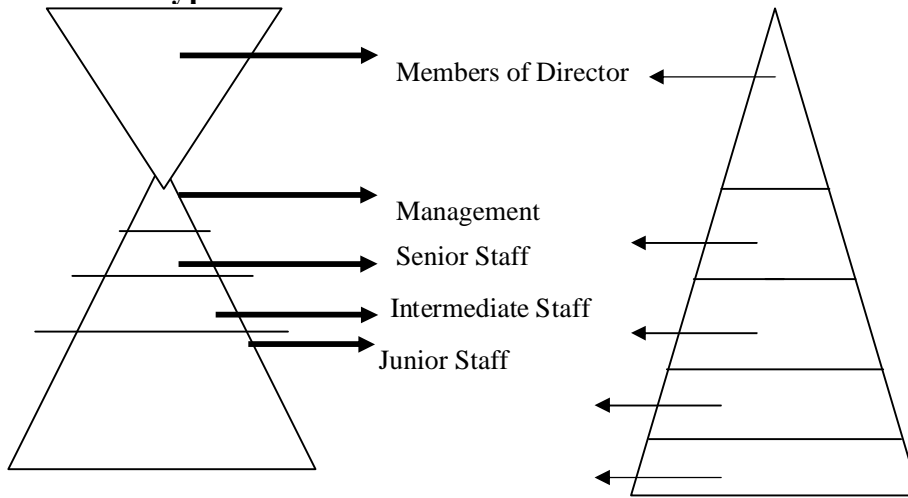 Members of Director
Management
Senior Staff
Intermediate Staff
Junior Staff